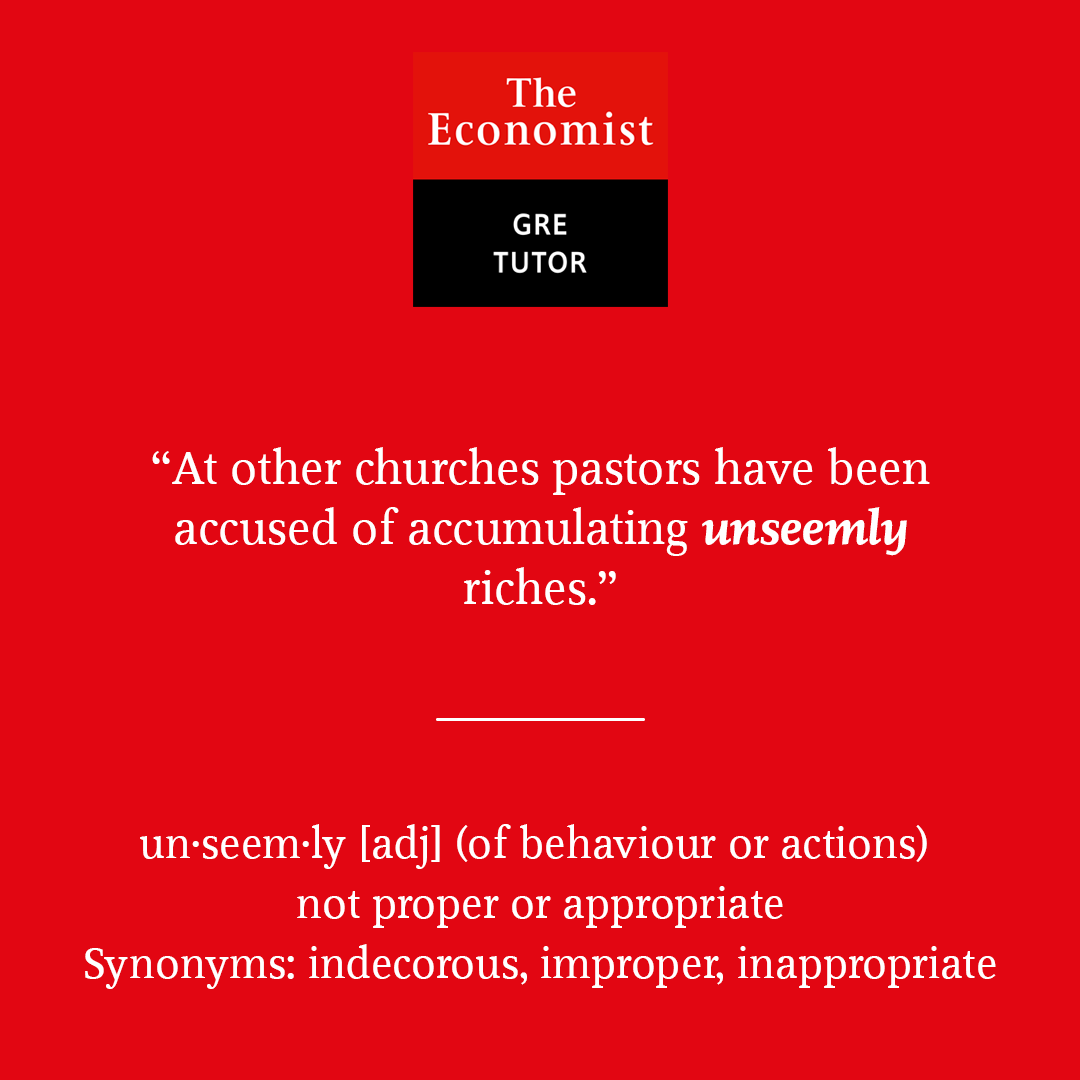 The
Economist
GRE
TUTOR
“At other churches pastors have been
accused of accumulating unseemly
riches.”
un·seem·ly [adj] (of behaviour or actions)
not proper or appropriate
Synonyms: indecorous, improper, inappropriate